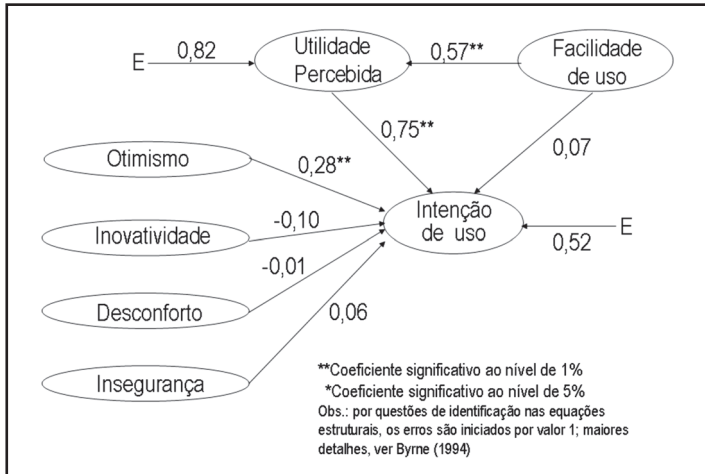 E
0,82
Utilidade
Percebida
0,57**
Facilidade
de uso
0,75**
0,07
Otimismo
0,28**
Inovatividade
-0,10
Intenção
de uso
0,52
E
-0,01
Desconforto
0,06
Insegurança
**Coeficiente significativo ao nível de 1%
*Coeficiente significativo ao nível de 5%
Obs.: por questões de identificação nas equações
estruturais, os erros são iniciados por valor 1; maiores
detalhes, ver Byrne (1994)